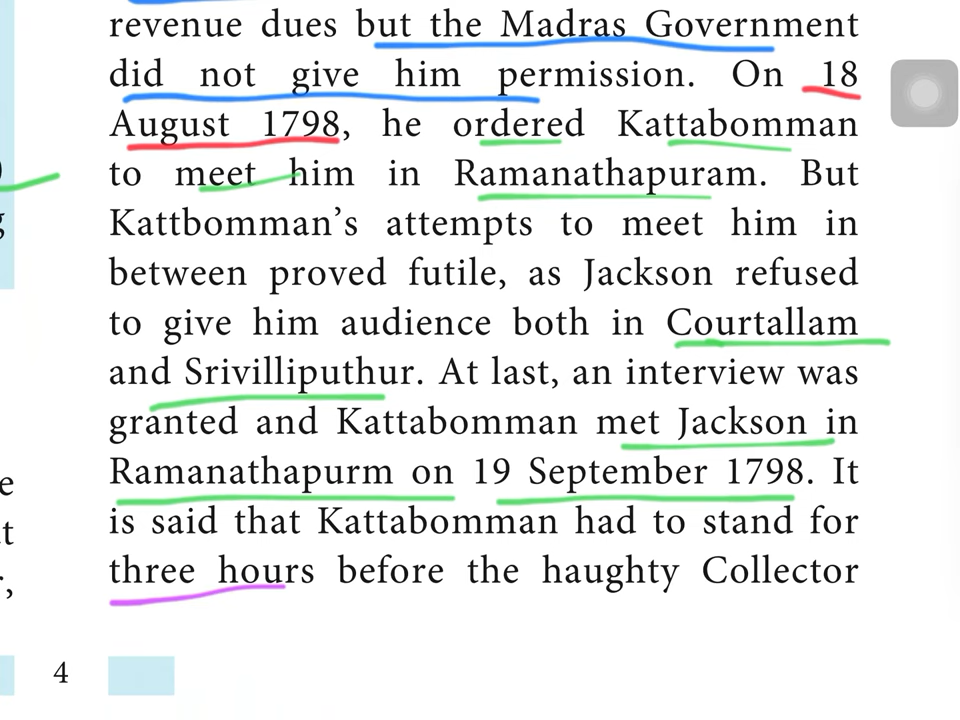 revenue dues but the Madras Government
did not give him permission. On 18
August 1798, he ordered Kattabomman
to meet him in Ramanathapuram. But
Kattbomman’s attempts to meet him in
between proved futile, as Jackson refused
to give him audience both in Courtallam
and Srivilliputhur. At last, an interview was
granted and Kattabomman met Jackson in
Ramanathapurm on 19 September 1798. It
is said that Kattabomman had to stand for
three hours before the haughty Collector
4